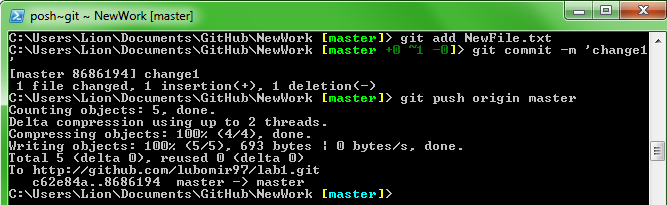 posh~git ~ NewWork [master]
C:\Users\Lion\Documents\GitHub\NewWork [master]> git add NewFile.txt
C:\Users\Lion\Documents\GitHub\NewWork [master +0 ~1 -0]> git commit -m 'change1
'
[master 8686194] change1
 1 file changed, 1 insertion(+), 1 deletion(-)
C:\Users\Lion\Documents\GitHub\NewWork [master]> git push origin master
Counting objects: 5, done.
Delta compression using up to 2 threads.
Compressing objects: 100% (4/4), done.
Writing objects: 100% (5/5), 693 bytes ¦ 0 bytes/s, done.
Total 5 (delta 0), reused 0 (delta 0)
To http://github.com/lubomir97/lab1.git
   c62e84a..8686194  master -> master
C:\Users\Lion\Documents\GitHub\NewWork [master]>